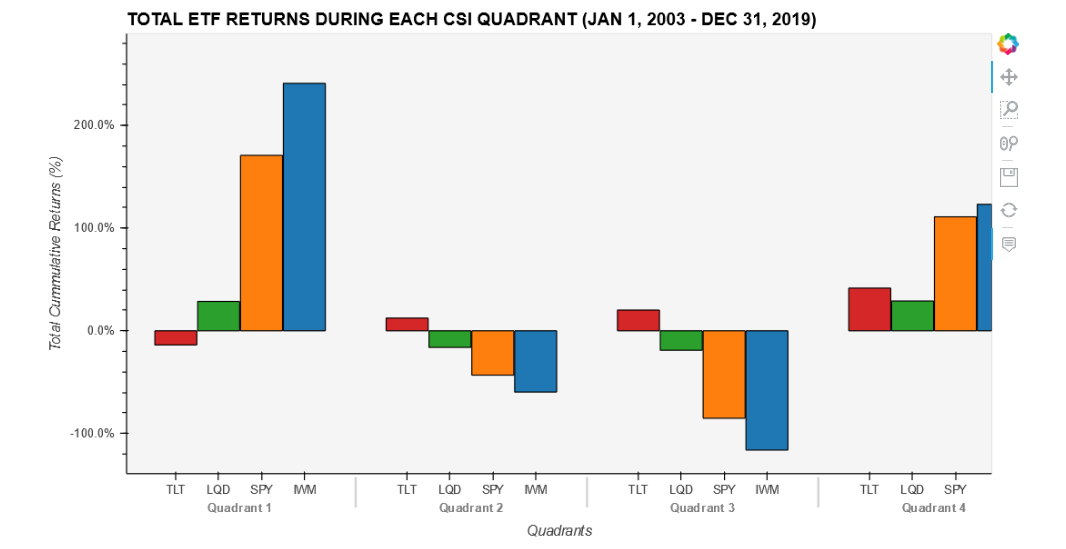 TOTAL ETF RETURNS DURING EACH CSI QUADRANT (JAN 1, 2003 - DEC 31, 2019)
Total Cummulative Returns (%)
200.0%
100.0%
0.0%
-100.0%
TLT LQD SPY IWM TLT LQD SPY IWM TLT LQD SPY IWM TLT LQD SPY
Quadrant 1 Quadrant 2 Quadrant 3 Quadrant 4
Quadrants